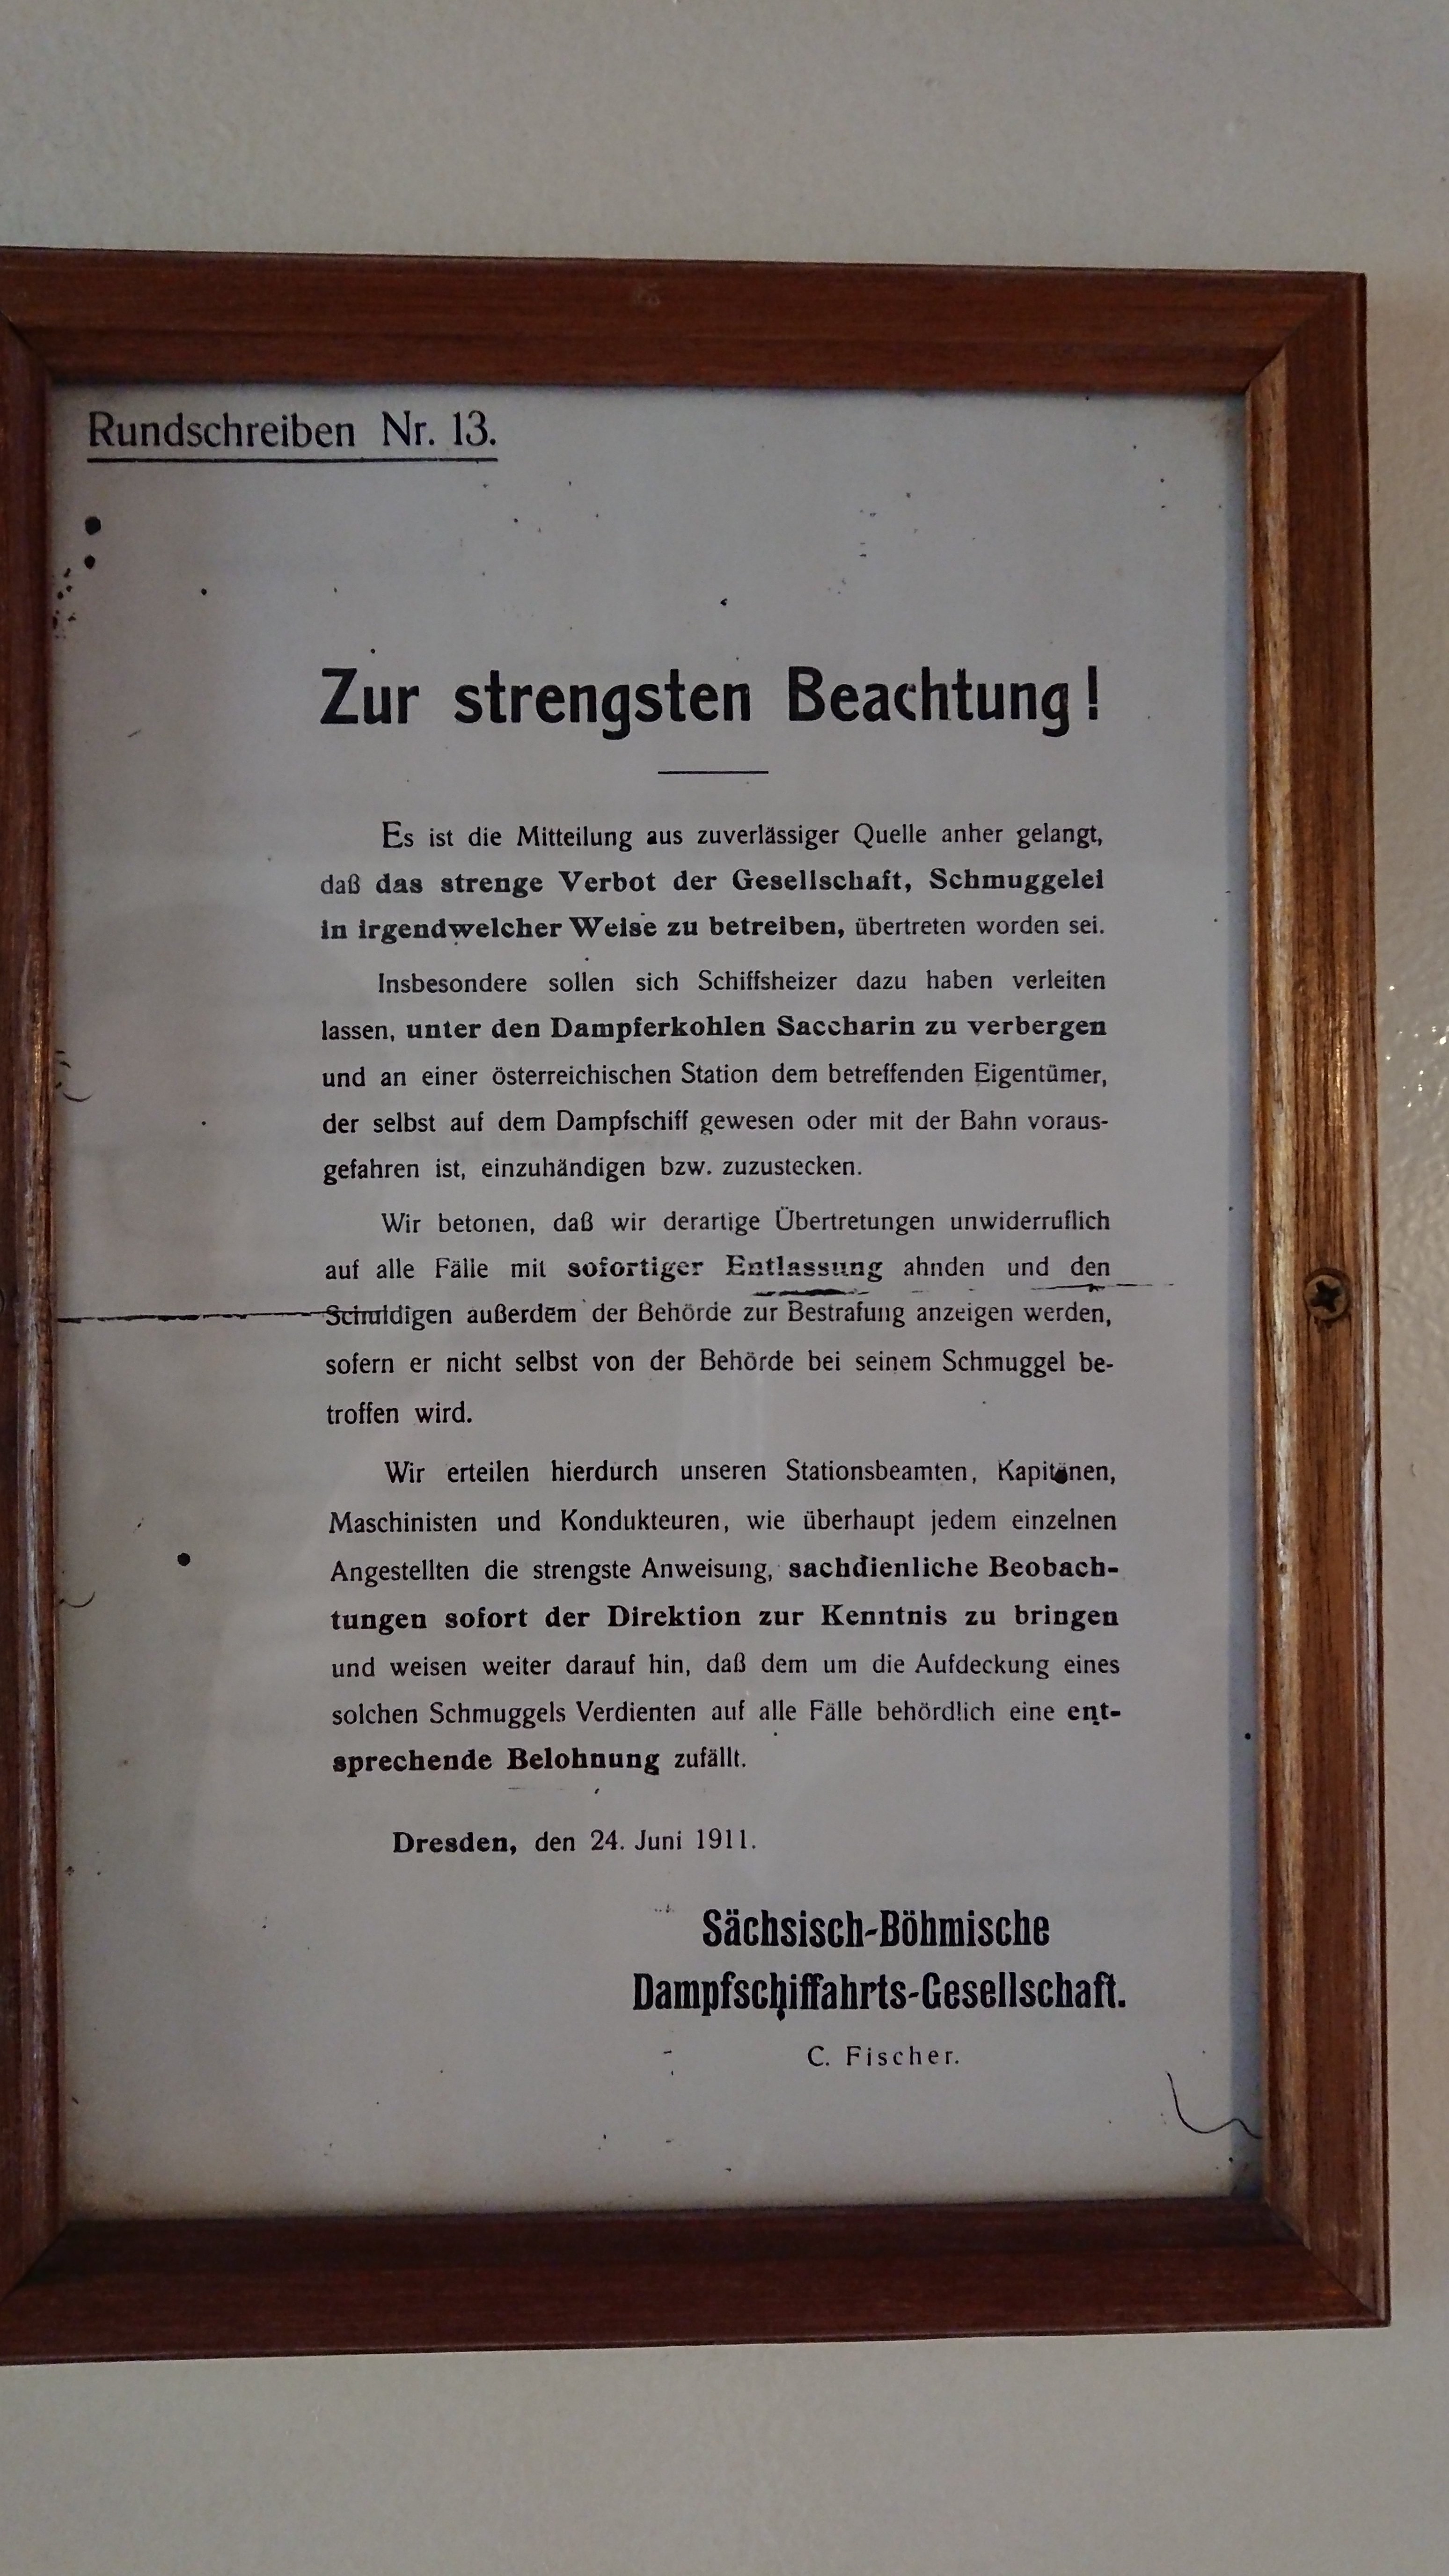 Rundschreiben Nr. 13.
Zur strengsten Beachtung!
Es ist die Mitteilung aus zuverlässiger Quelle anher gelangt,
daß das strenge Verbot der Gesellschaft, Schmuggelei
in irgendwelcher Weise zu betreiben, übertreten worden sei.
Insbesondere sollen sich Schiffsheizer dazu haben verleiten
lassen, unter den Dampferkohlen Saccharin zu verbergen
und an einer österreichischen Station dem betreffenden Eigentümer,
der selbst auf dem Dampfschiff gewesen oder mit der Bahn voraus-
gefahren ist, einzuhändigen bzw. zuzustecken.
Wir betonen, daß wir derartige Übertretungen unwiderruflich
auf alle Fälle mit sofortiger Entlassung ahnden und den
Schuldigen außerdem der Behörde zur Bestrafung anzeigen werden,
sofern er nicht selbst von der Behörde bei seinem Schmuggel be-
troffen wird.
Wir erteilen hierdurch unseren Stationsbeamten, Kapitänen,
Maschinisten und Kondukteuren, wie überhaupt jedem einzelnen
Angestellten die strengste Anweisung, sachdienliche Beobach-
tungen sofort der Direktion zur Kenntnis zu bringen
und weisen weiter darauf hin, daß dem um die Aufdeckung eines
solchen Schmuggels Verdienten auf alle Fälle behördlich eine ent-
sprechende Belohnung zufällt.
Dresden, den 24. Juni 1911.
Sächsisch-Böhmische
Dampfschiffahrts-Gesellschaft.
C. Fischer.